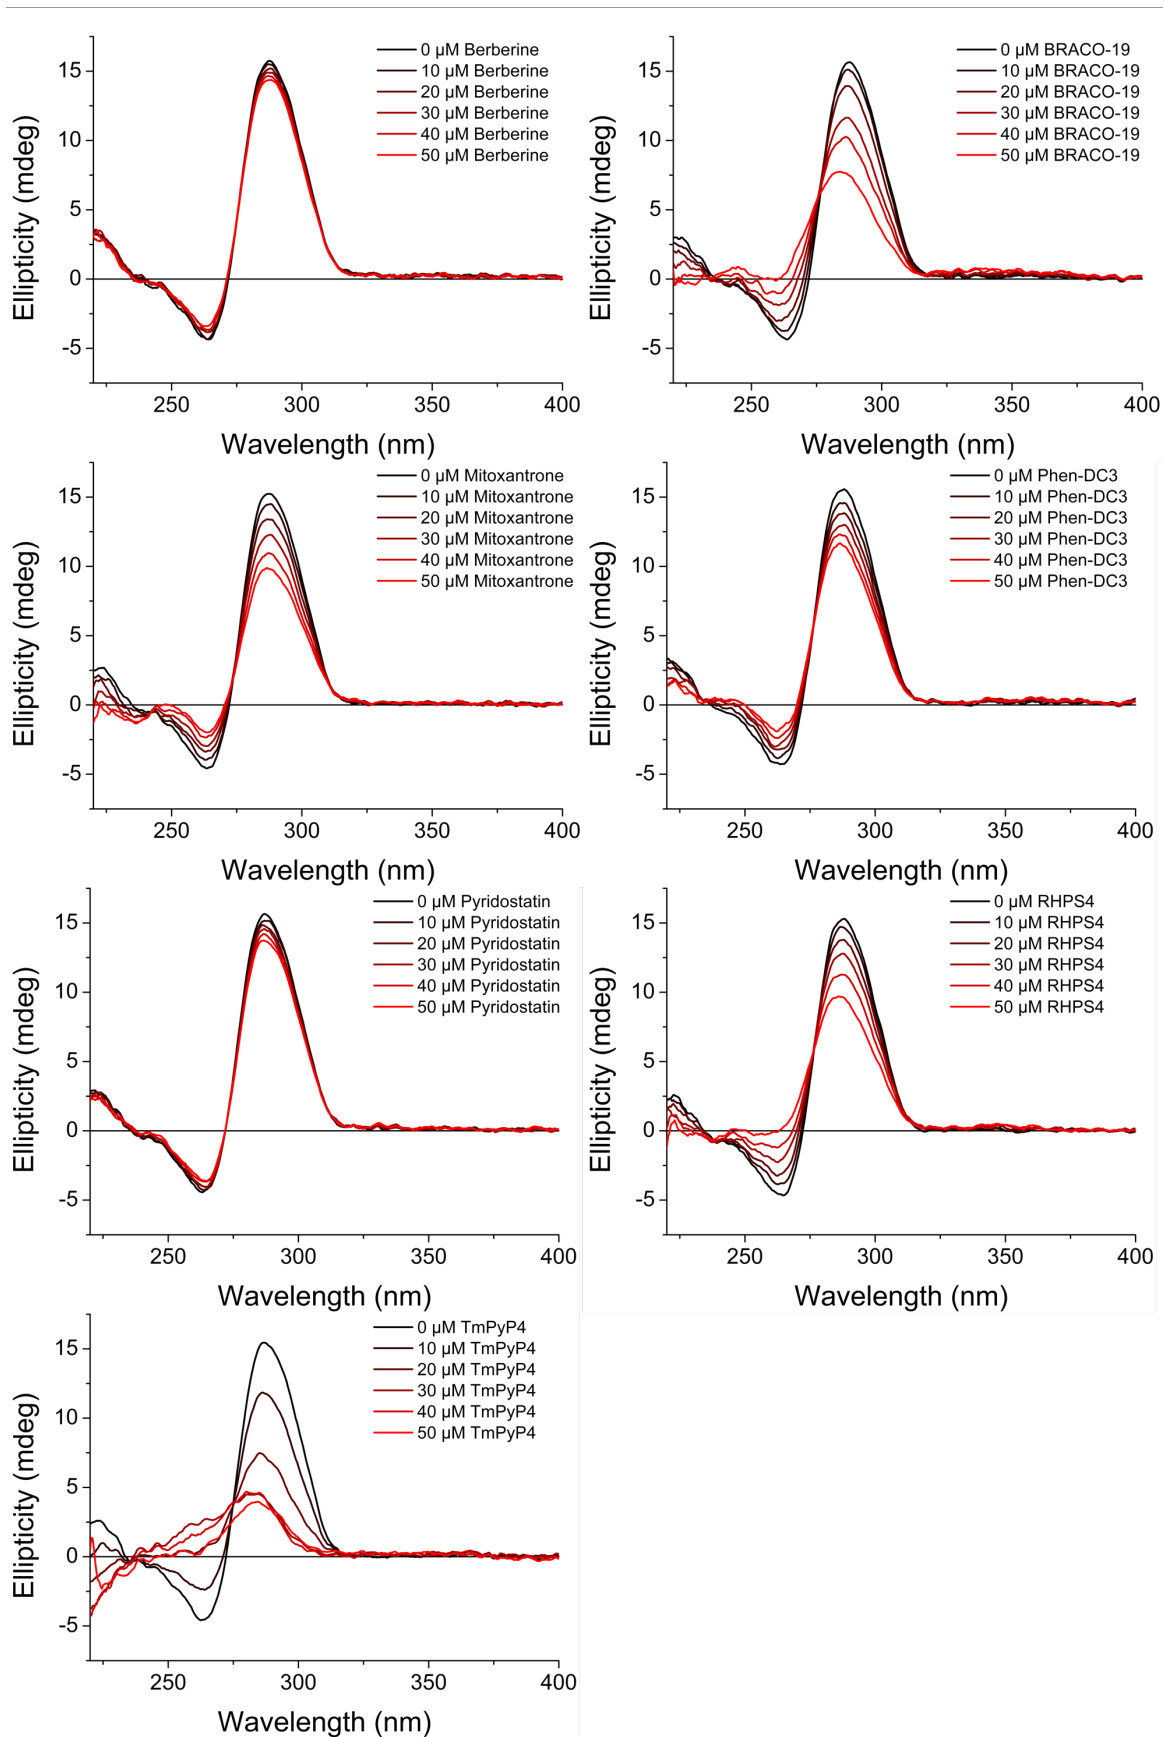 0 µM Berberine
10 µM Berberine
20 µM Berberine
30 µM Berberine
40 µM Berberine
50 µM Berberine
Ellipticity (mdeg)
15
10
5
0
-5
250
300
350
400
Wavelength (nm)
0 µM BRACO-19
10 µM BRACO-19
20 µM BRACO-19
30 µM BRACO-19
40 µM BRACO-19
50 µM BRACO-19
Ellipticity (mdeg)
15
10
5
0
-5
250
300
350
400
Wavelength (nm)
0 µM Mitoxantrone
10 µM Mitoxantrone
20 µM Mitoxantrone
30 µM Mitoxantrone
40 µM Mitoxantrone
50 µM Mitoxantrone
Ellipticity (mdeg)
15
10
5
0
-5
250
300
350
400
Wavelength (nm)
0 µM Phen-DC3
10 µM Phen-DC3
20 µM Phen-DC3
30 µM Phen-DC3
40 µM Phen-DC3
50 µM Phen-DC3
Ellipticity (mdeg)
15
10
5
0
-5
250
300
350
400
Wavelength (nm)
0 µM Pyridostatin
10 µM Pyridostatin
20 µM Pyridostatin
30 µM Pyridostatin
40 µM Pyridostatin
50 µM Pyridostatin
Ellipticity (mdeg)
15
10
5
0
-5
250
300
350
400
Wavelength (nm)
0 µM RHPS4
10 µM RHPS4
20 µM RHPS4
30 µM RHPS4
40 µM RHPS4
50 µM RHPS4
Ellipticity (mdeg)
15
10
5
0
-5
250
300
350
400
Wavelength (nm)
0 µM TmPyP4
10 µM TmPyP4
20 µM TmPyP4
30 µM TmPyP4
40 µM TmPyP4
50 µM TmPyP4
Ellipticity (mdeg)
15
10
5
0
-5
250
300
350
400
Wavelength (nm)